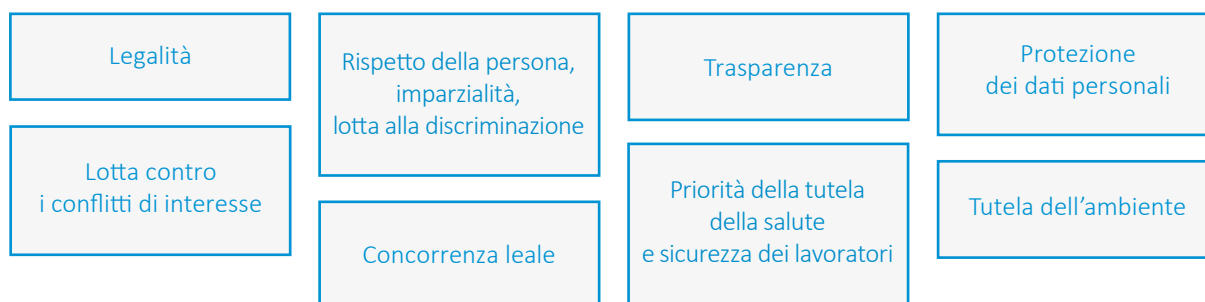 Legalità
Lotta contro
i conflitti di interesse
Rispetto della persona,
imparzialità,
lotta alla discriminazione
Concorrenza leale
Trasparenza
Priorità della tutela
della salute
e sicurezza dei lavoratori
Protezione
dei dati personali
Tutela dell’ambiente